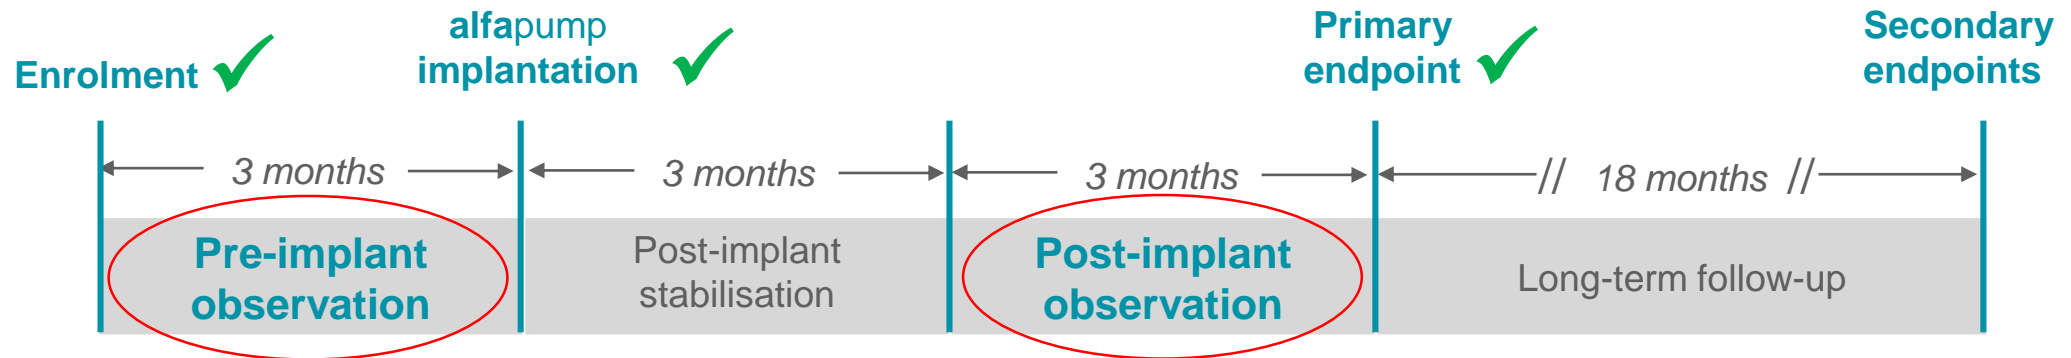 Enrolment
alfapump
implantation
Primary
endpoint
Secondary
endpoints
3 months
3 months
3 months
// 18 months //
Pre-implant
observation
Post-implant
stabilisation
Post-implant
observation
Long-term follow-up